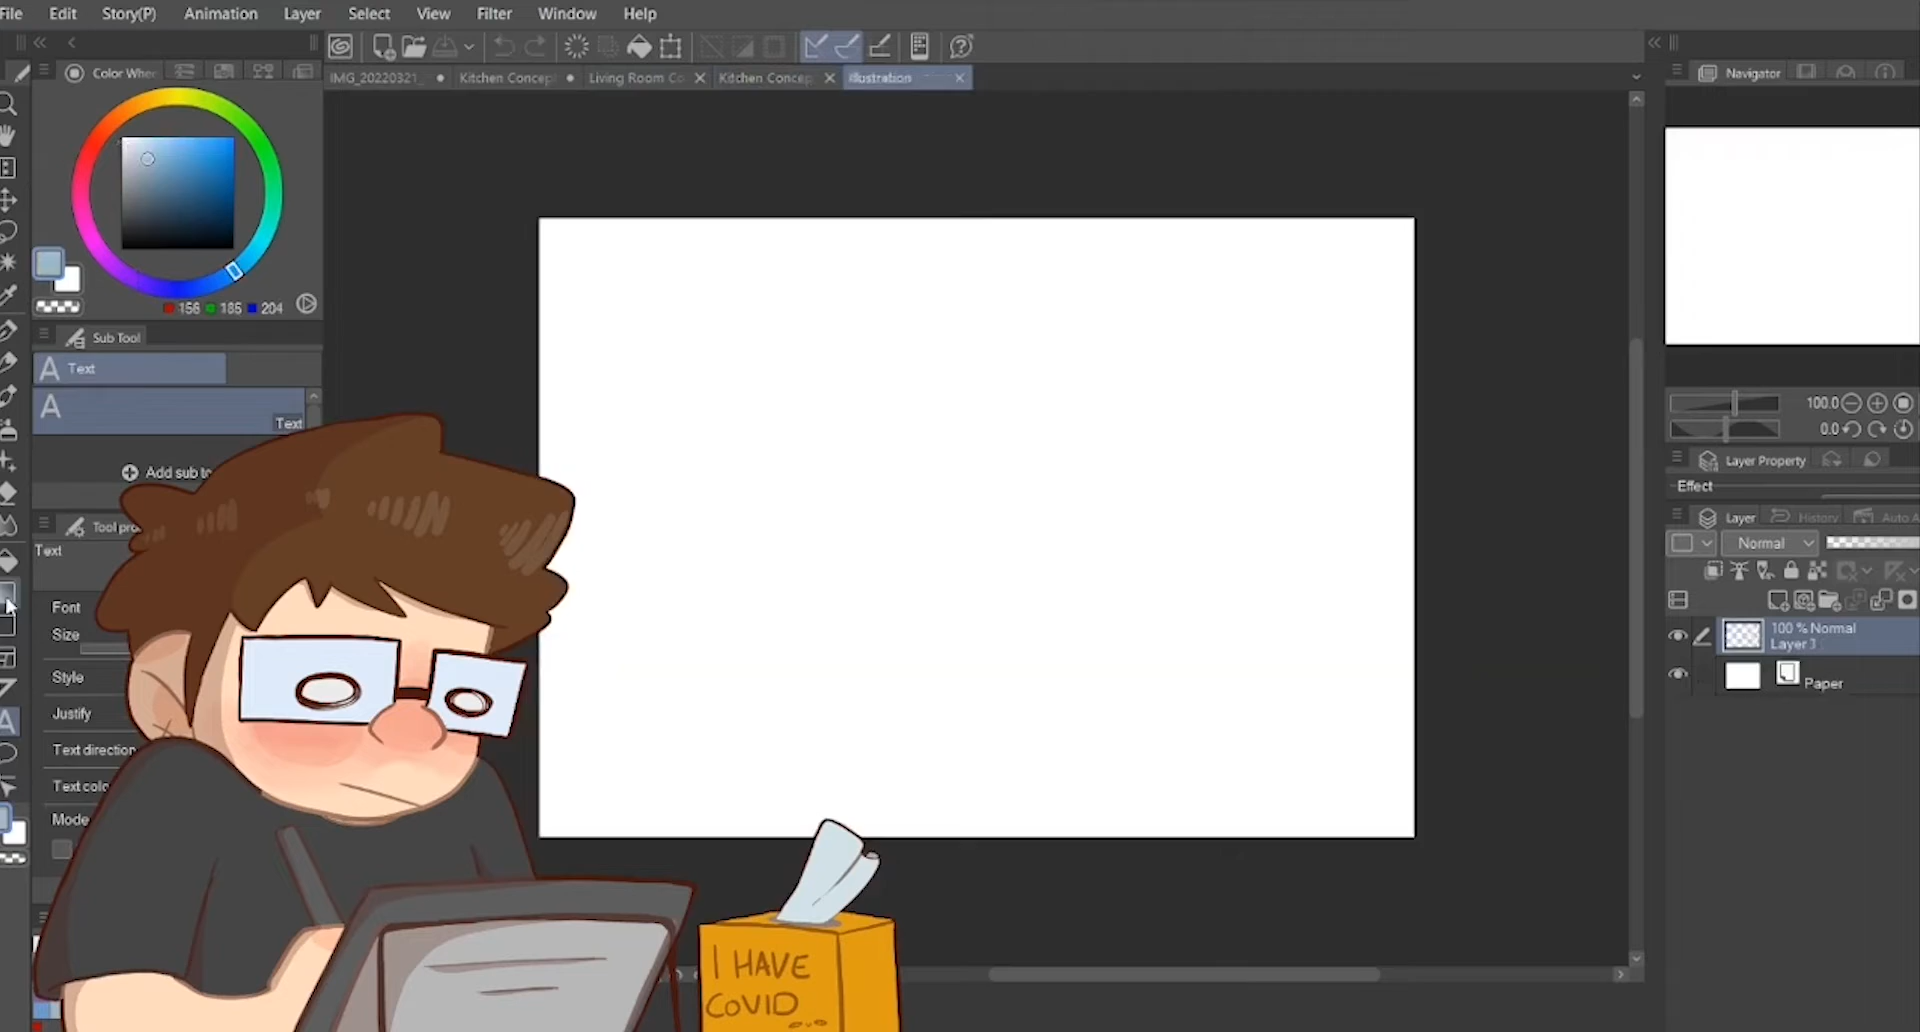 File Edit Story(P) Animation Layer Select View Filter Window Help
Color Whee
IMG_20220321_ Kitchen Concept Living Room Co Kitchen Concep Illustration
Navigator
156 185 204
Sub Tool
Text
Text
Add sub to
Tool pro
Text
Font
Size
Style
Justify
Text direction
Text colo
Mode
100.0
0.0
Layer Property
Effect
Layer History Auto A
Normal
100 % Normal
Layer 3
Paper
I HAVE
COVID